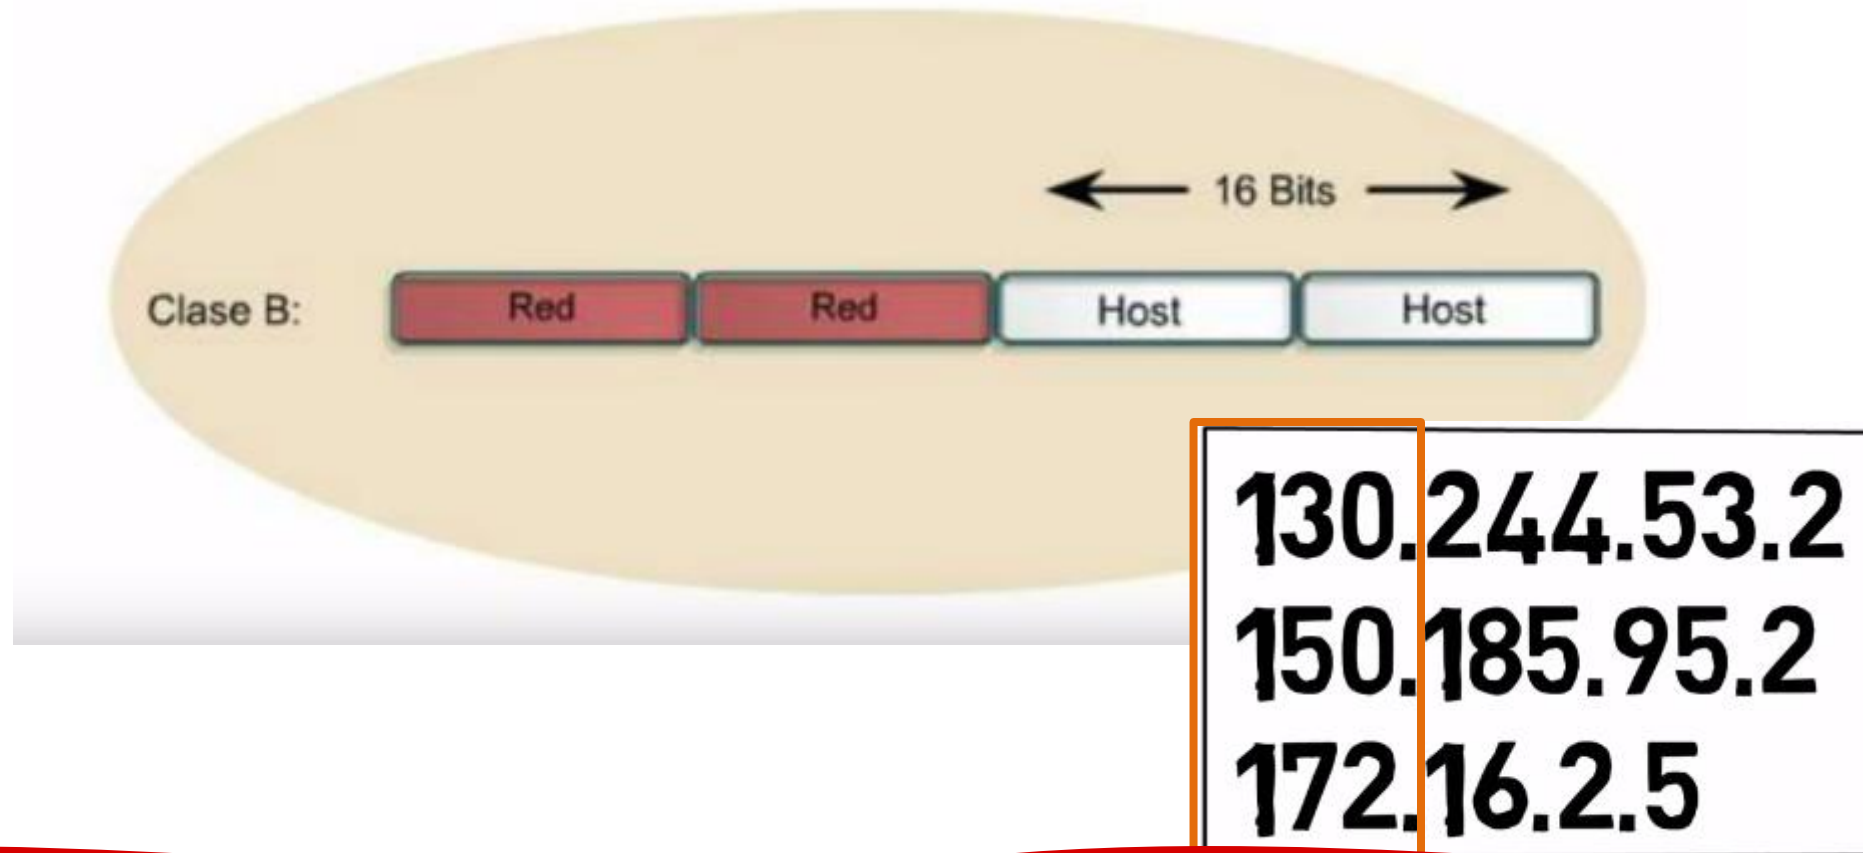 16 Bits
Clase B: Red Red Host Host
130.244.53.2
150.185.95.2
172.16.2.5